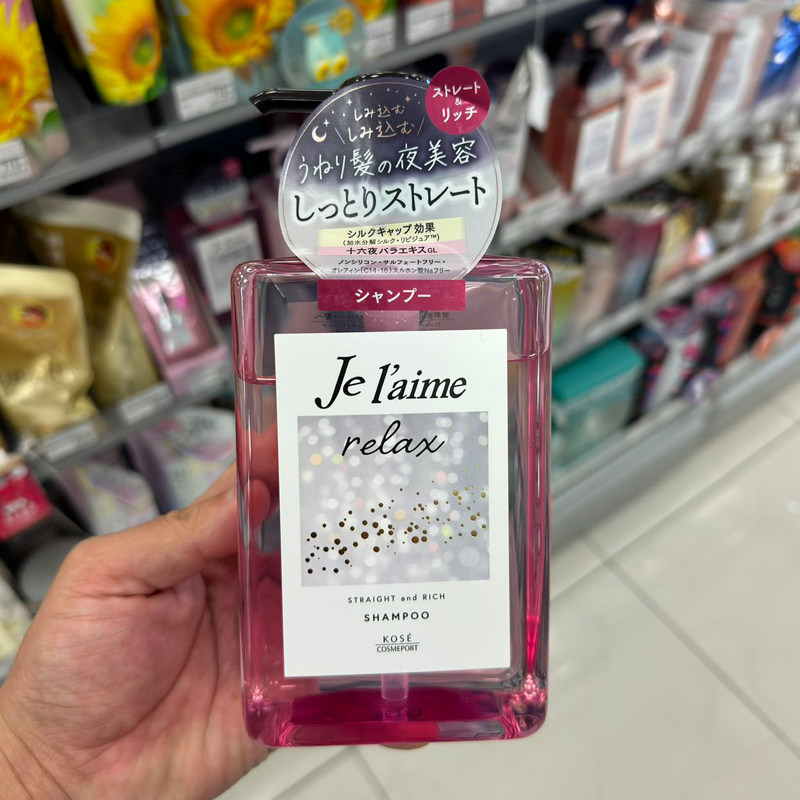 ストレート
&
リッチ
しみ込む
しみ込む
うねり髪の夜美容
しっとりストレート
シルクキャップ効果
(加水分解シルク・リピジュア™)
十六夜バラエキスGL
ノンシリコン・サルフェートフリー・
オレフィン(C14-16)スルホン酸Naフリー
シャンプー
Je l'aime
relax
STRAIGHT and RICH
SHAMPOO
KOSÉ
COSMEPORT